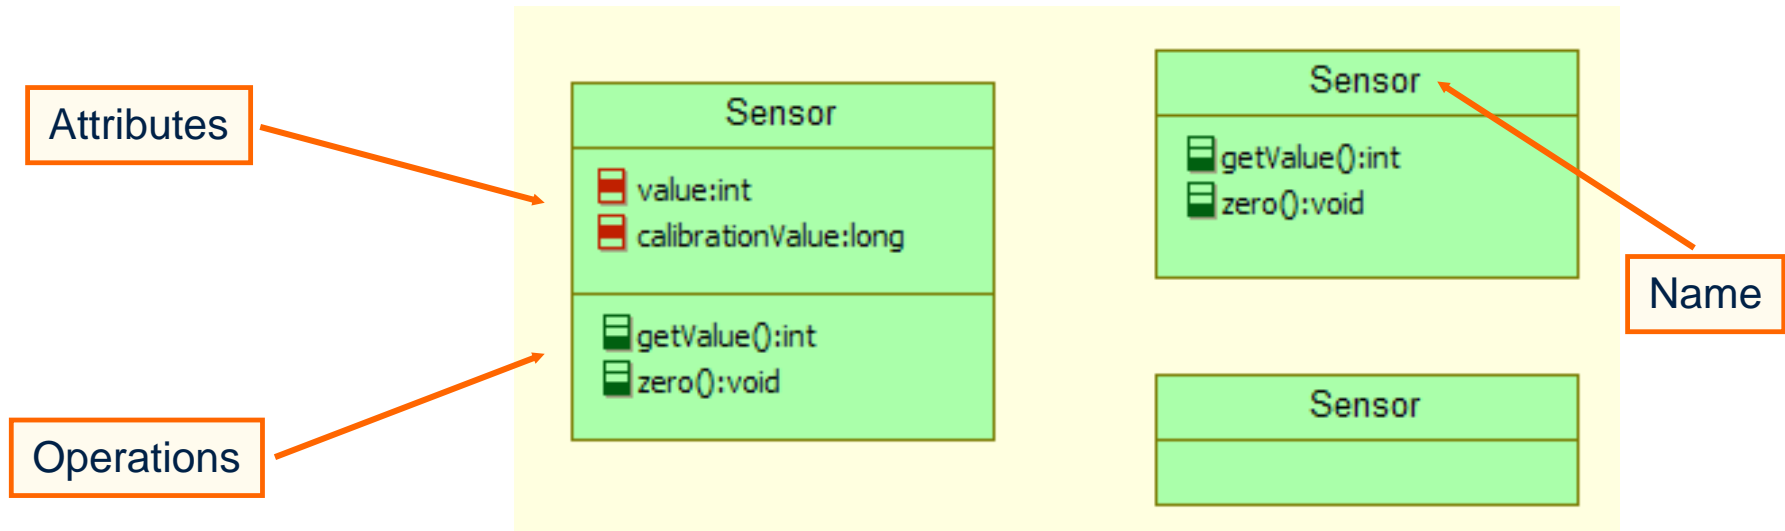 Attributes
Operations
Sensor
value:int
calibrationValue:long
getValue():int
zero():void
Sensor
getValue():int
zero():void
Name
Sensor